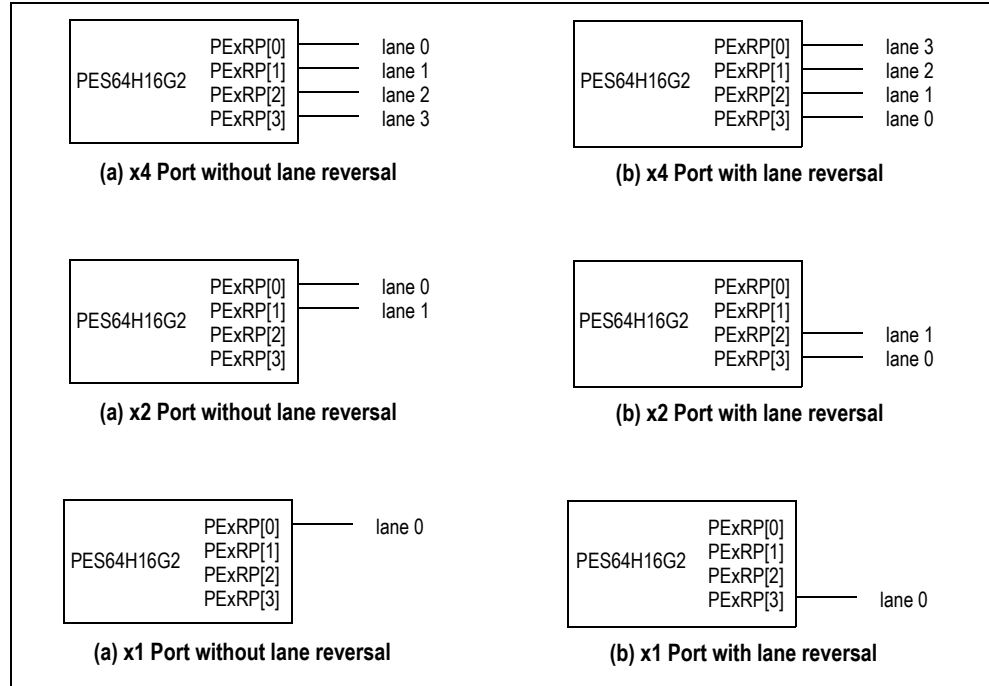 PES64H16G2
PExRP[0] lane 0
PExRP[1] lane 1
PExRP[2] lane 2
PExRP[3] lane 3
(a) x4 Port without lane reversal
PES64H16G2
PExRP[0] lane 3
PExRP[1] lane 2
PExRP[2] lane 1
PExRP[3] lane 0
(b) x4 Port with lane reversal
PES64H16G2
PExRP[0] lane 0
PExRP[1] lane 1
PExRP[2]
PExRP[3]
(a) x2 Port without lane reversal
PES64H16G2
PExRP[0]
PExRP[1]
PExRP[2] lane 1
PExRP[3] lane 0
(b) x2 Port with lane reversal
PES64H16G2
PExRP[0] lane 0
PExRP[1]
PExRP[2]
PExRP[3]
(a) x1 Port without lane reversal
PES64H16G2
PExRP[0]
PExRP[1]
PExRP[2]
PExRP[3] lane 0
(b) x1 Port with lane reversal